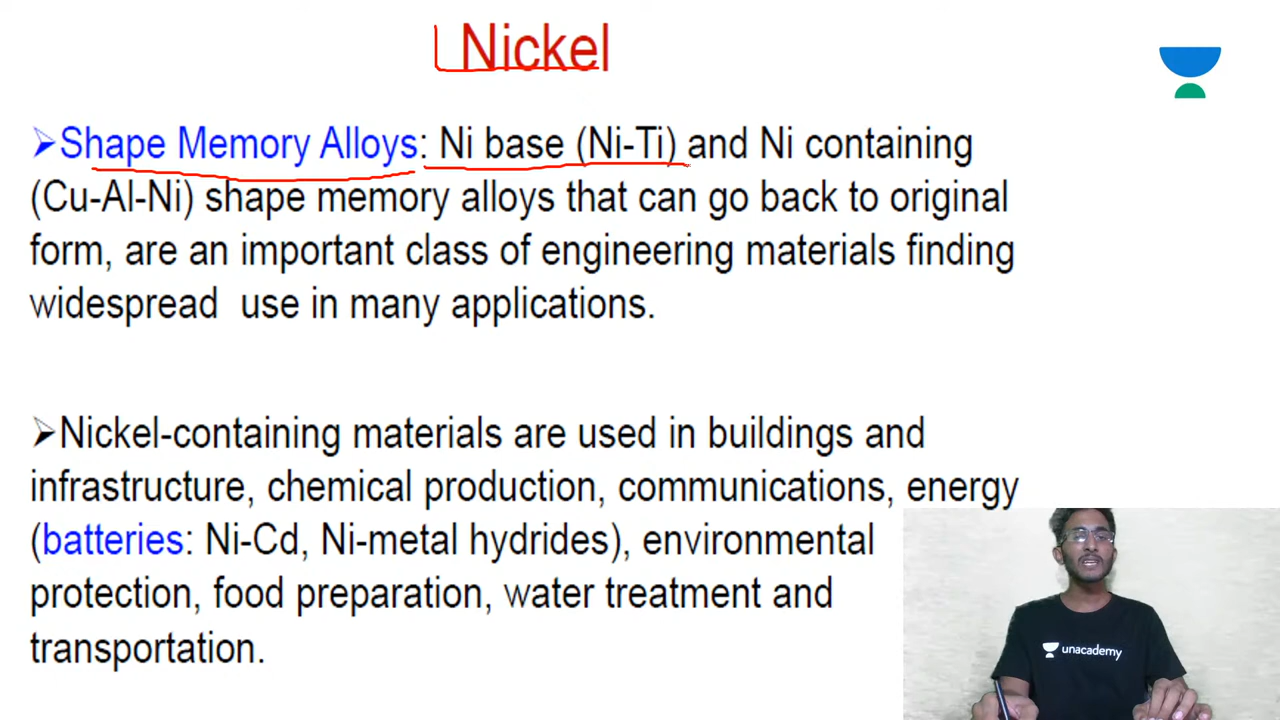 Nickel
➢Shape Memory Alloys: Ni base (Ni-Ti) and Ni containing
(Cu-Al-Ni) shape memory alloys that can go back to original
form, are an important class of engineering materials finding
widespread use in many applications.
➢Nickel-containing materials are used in buildings and
infrastructure, chemical production, communications, energy
(batteries: Ni-Cd, Ni-metal hydrides), environmental
protection, food preparation, water treatment and
transportation.
unacademy